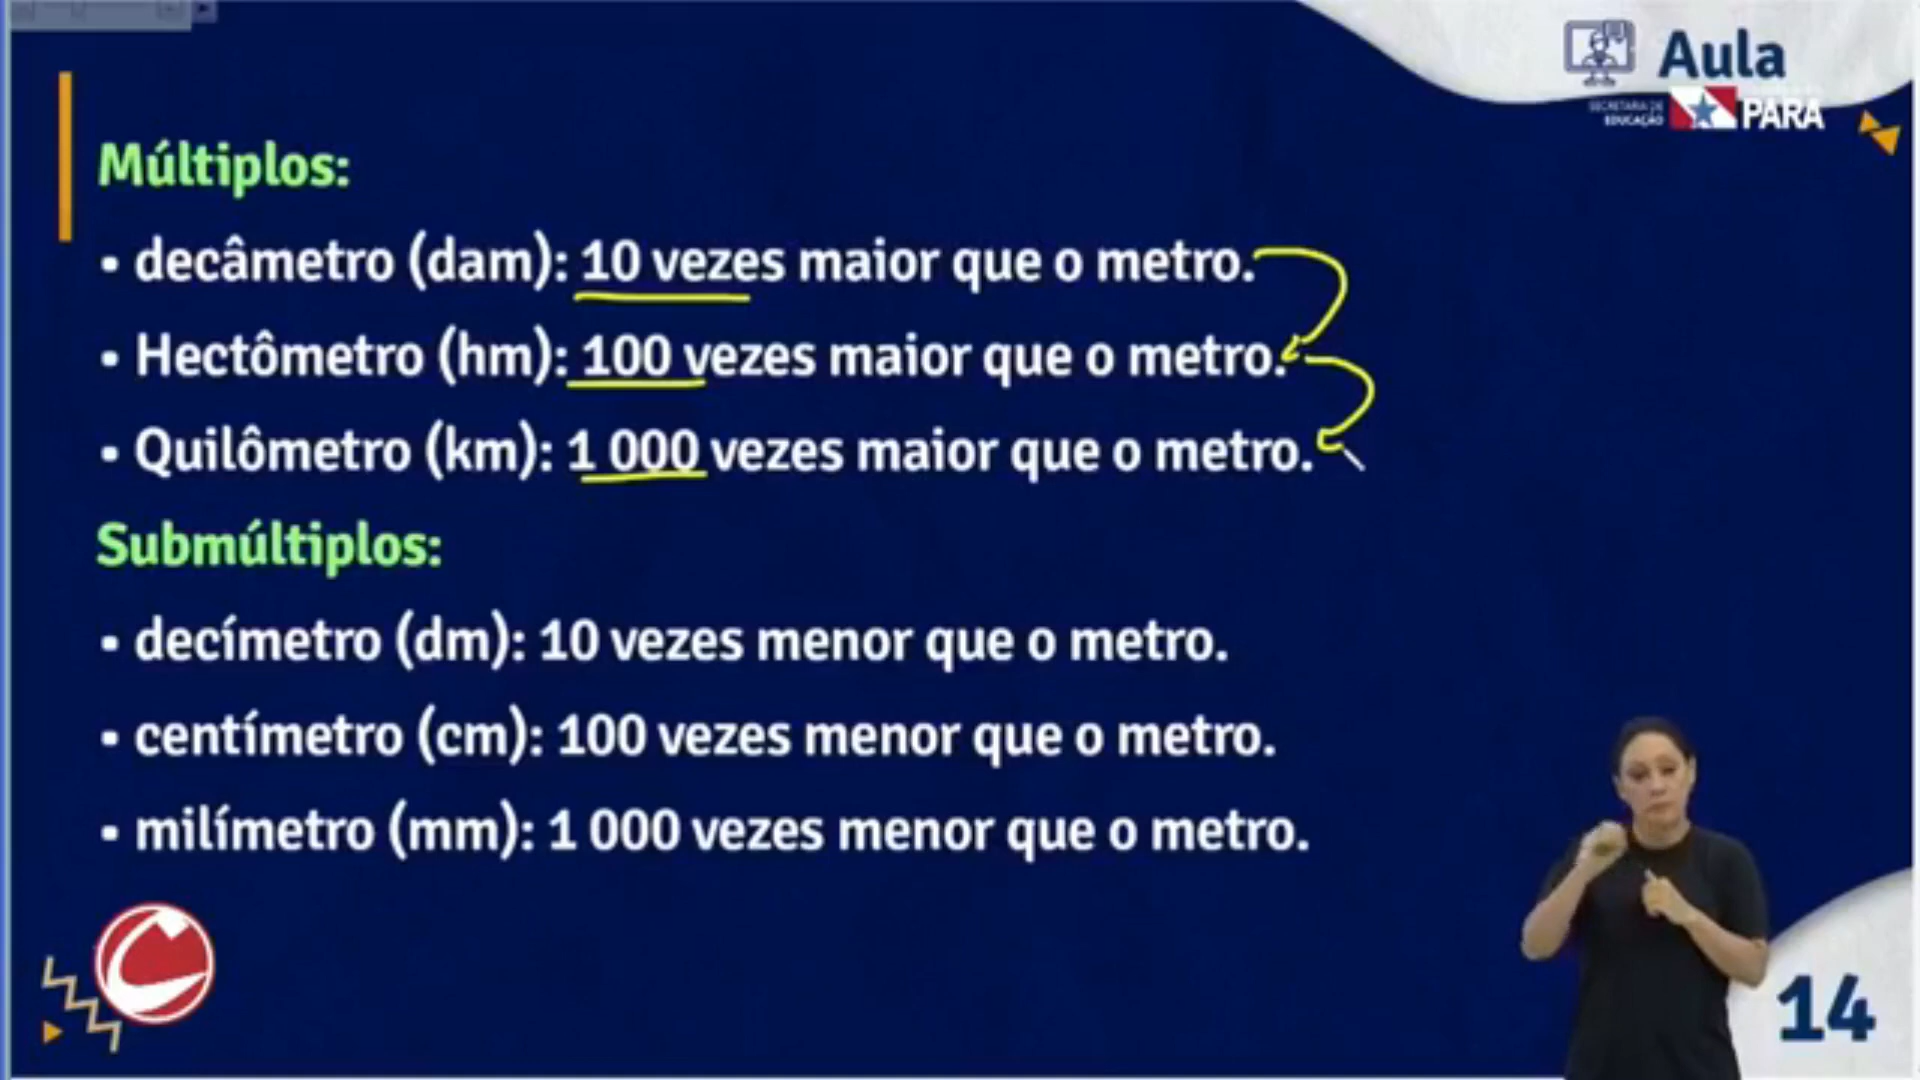 Aula
SECRETARIA DE
EDUCAÇÃO
PARÁ
Múltiplos:
• decâmetro (dam): 10 vezes maior que o metro.
• Hectômetro (hm): 100 vezes maior que o metro.
• Quilômetro (km): 1 000 vezes maior que o metro.
Submúltiplos:
• decímetro (dm): 10 vezes menor que o metro.
• centímetro (cm): 100 vezes menor que o metro.
• milímetro (mm): 1 000 vezes menor que o metro.
14